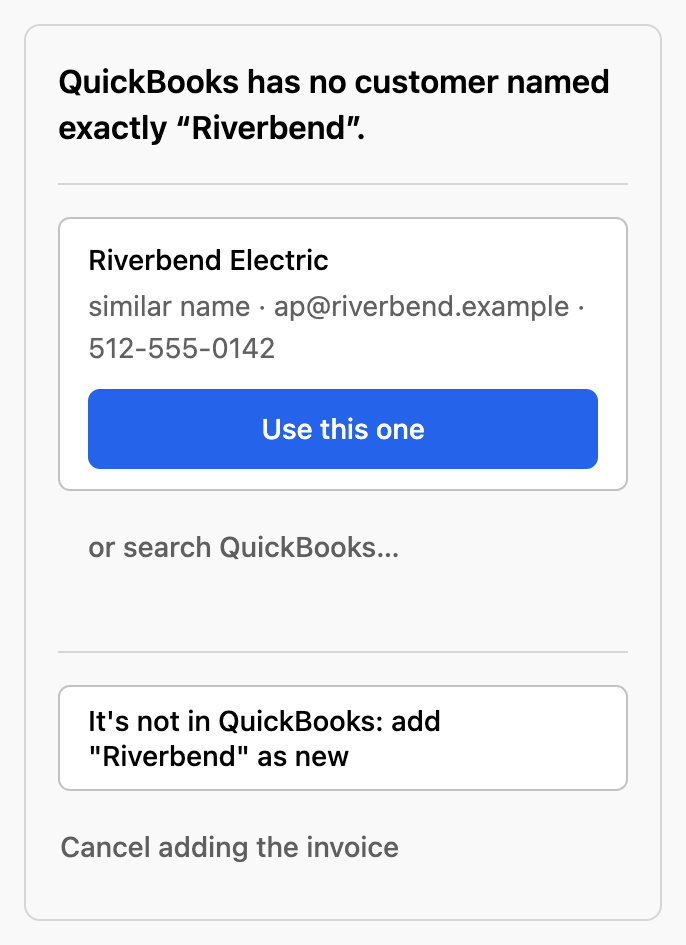 QuickBooks has no customer named
exactly “Riverbend”.
Riverbend Electric
similar name · ap@riverbend.example ·
512-555-0142
Use this one
or search QuickBooks...
It's not in QuickBooks: add
"Riverbend" as new
Cancel adding the invoice